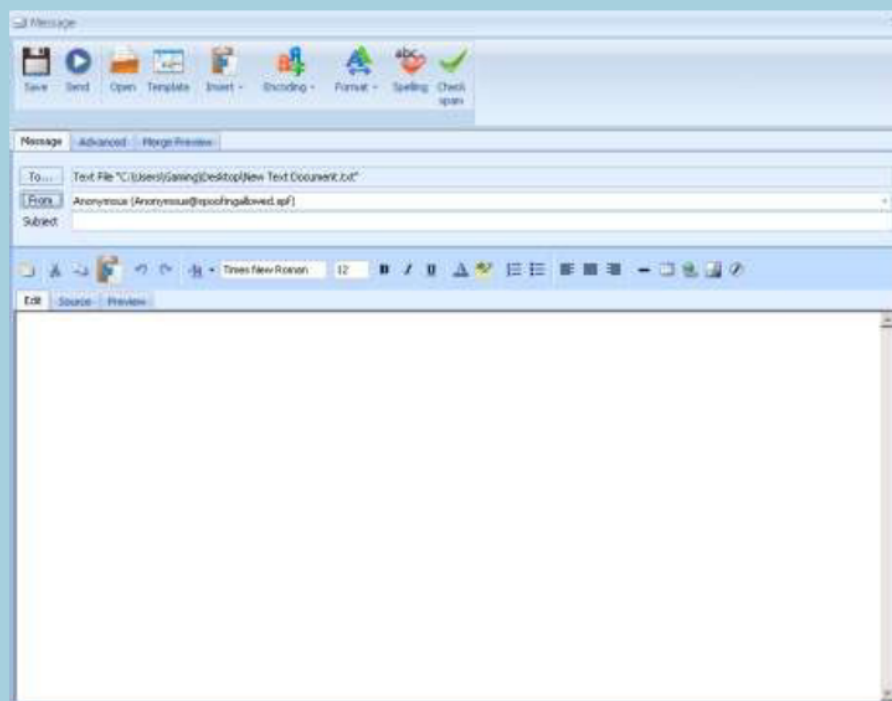 Message
Save Send Open Template Insert Encoding Format Spelling Check spam
Message Advanced Merge Preview
To... Text File "C:\Users\Gaming\Desktop\New Text Document.txt"
From Anonymous (Anonymous@spoofingallowed.spf)
Subject
Times New Roman 12 B I U A
Edit Source Preview